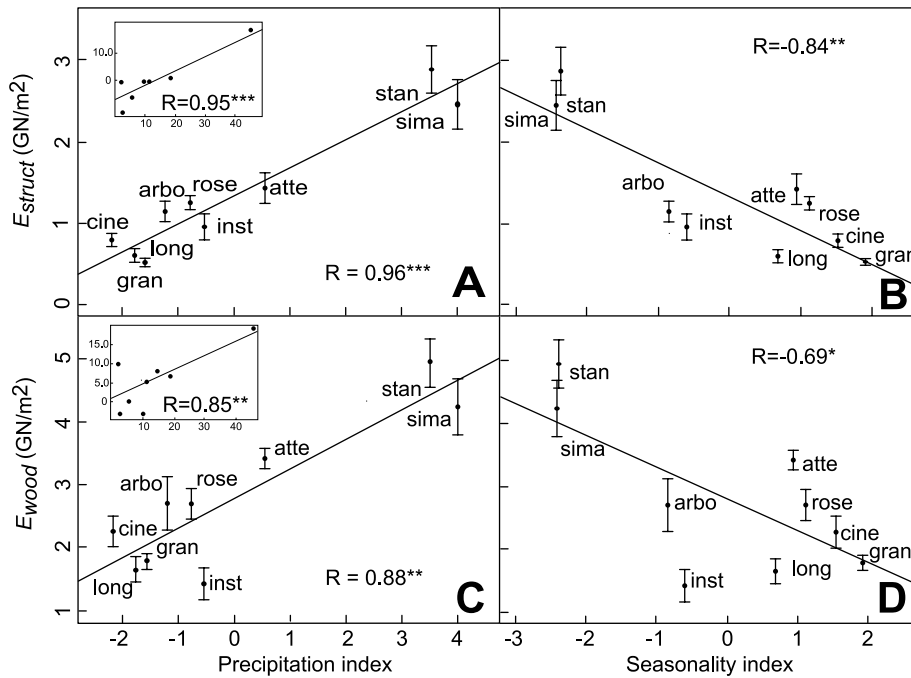 A
E struct (GN/m2)
3
2
1
0
10.0
0
10 20 30 40
R=0.95***
stan
sima
arbo rose
atte
cine
inst
long
gran
R = 0.96***
B
R=-0.84**
stan
sima
arbo
atte
rose
inst
cine
long
gran
C
E wood (GN/m2)
5
4
3
2
1
15.0
5.0
0
0 10 20 30 40
R=0.85**
stan
sima
atte
arbo rose
cine
gran
long
inst
R = 0.88**
-2 -1 0 1 2 3 4
Precipitation index
D
R=-0.69*
stan
sima
atte
arbo
rose
cine
inst
long
gran
-3 -2 -1 0 1 2
Seasonality index